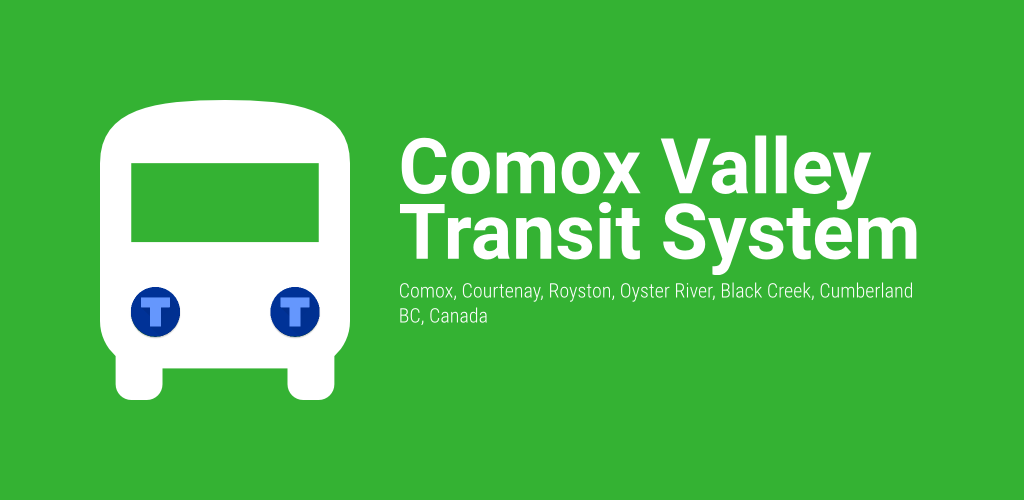 Comox Valley
Transit System
Comox, Courtenay, Royston, Oyster River, Black Creek, Cumberland
BC, Canada
T T